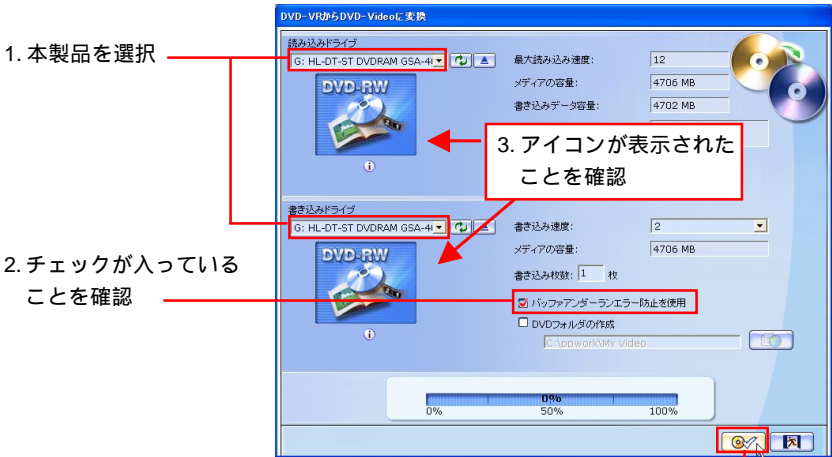 DVD-VRからDVD-Videoに変換
1. 本製品を選択
読み込みドライブ
G: HL-DT-ST DVDRAM GSA-4
最大読み込み速度:
12
メディアの容量:
4706 MB
書き込みデータ容量:
4702 MB
DVD-RW
3. アイコンが表示された
ことを確認
書き込みドライブ
G: HL-DT-ST DVDRAM GSA-4
書き込み速度:
2
メディアの容量:
4706 MB
DVD-RW
書き込み枚数: 1 枚
2. チェックが入っている
ことを確認
バッファアンダーランエラー防止を使用
DVDフォルダの作成
C:\ppwork\My Video
0%
0% 50% 100%